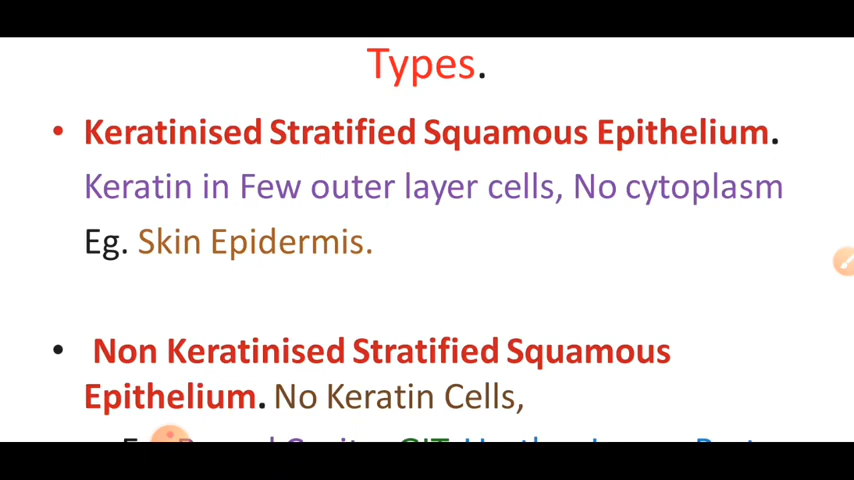 Types.
• Keratinised Stratified Squamous Epithelium.
Keratin in Few outer layer cells, No cytoplasm
Eg. Skin Epidermis.
• Non Keratinised Stratified Squamous
Epithelium. No Keratin Cells,